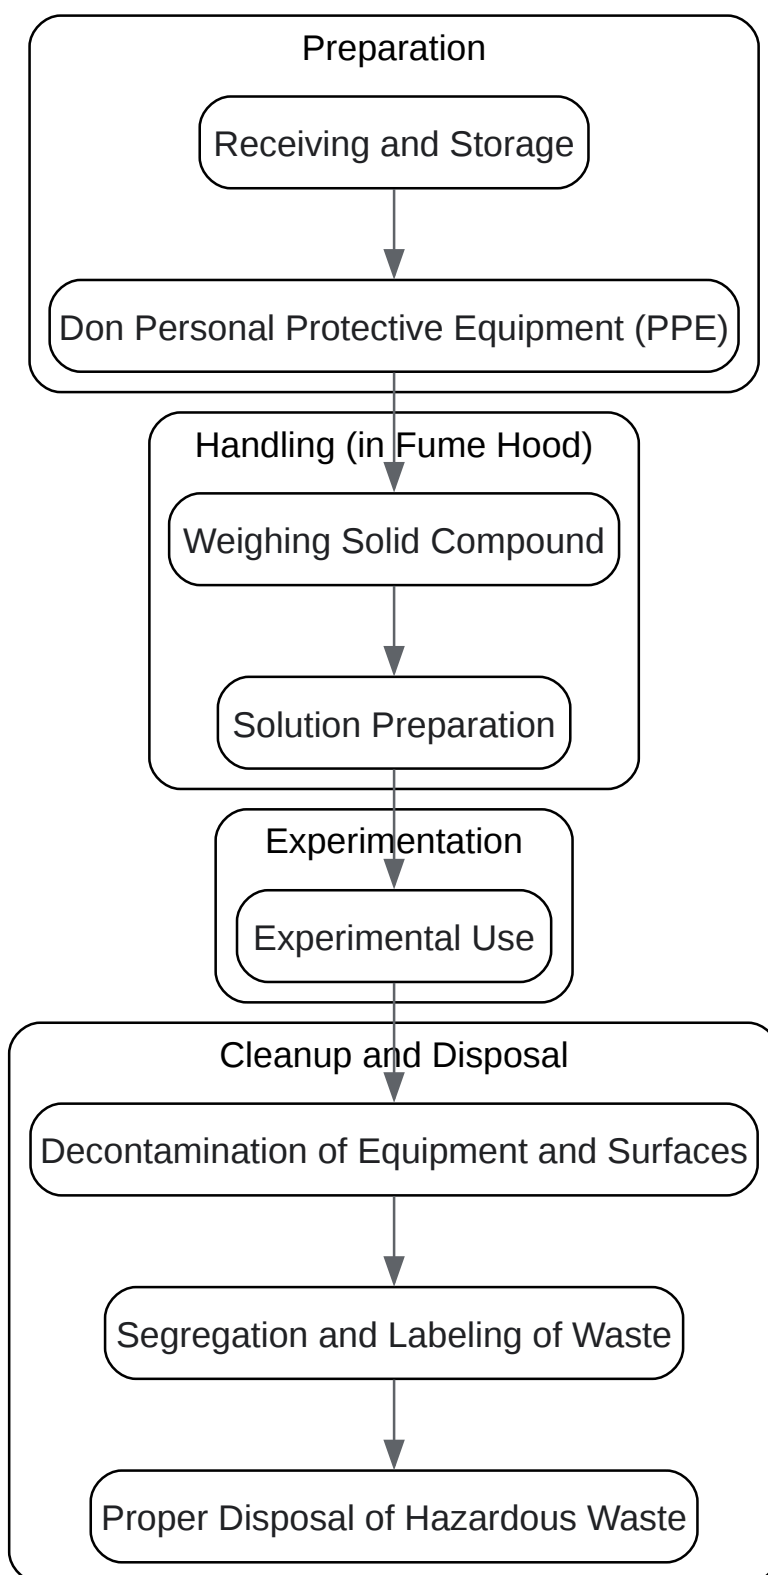 Preparation
Receiving and Storage
Don Personal Protective Equipment (PPE)
Handling (in Fume Hood)
Weighing Solid Compound
Solution Preparation
Experimentation
Experimental Use
Cleanup and Disposal
Decontamination of Equipment and Surfaces
Segregation and Labeling of Waste
Proper Disposal of Hazardous Waste